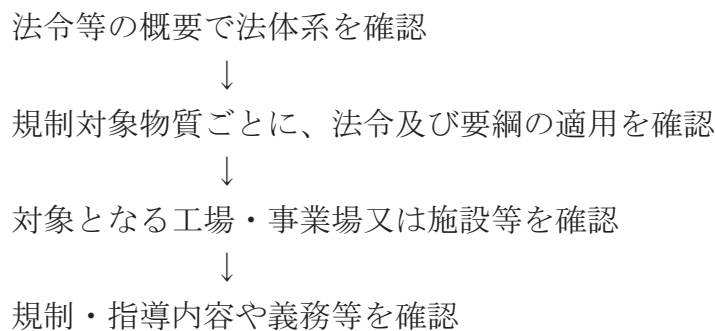 法令等の概要で法体系を確認
↓
規制対象物質ごとに、法令及び要綱の適用を確認
↓
対象となる工場・事業場又は施設等を確認
↓
規制・指導内容や義務等を確認